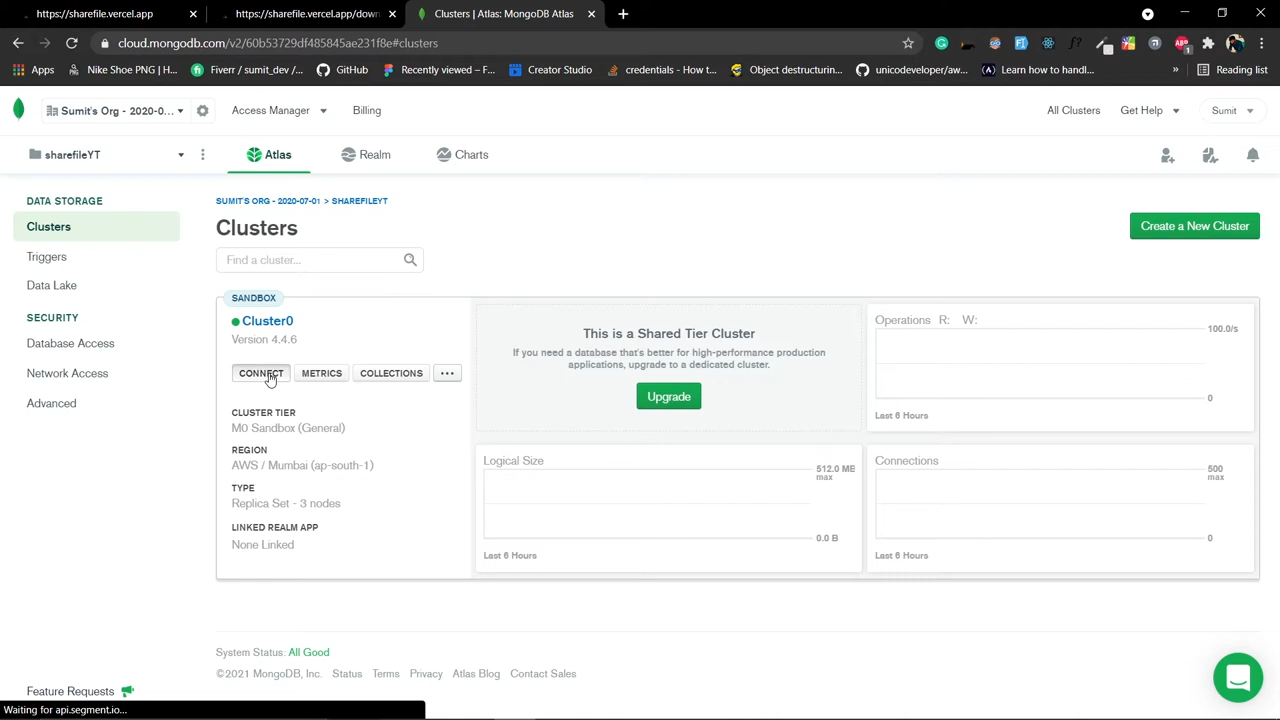 https://sharefile.vercel.app
https://sharefile.vercel.app/down
Clusters | Atlas: MongoDB Atlas
cloud.mongodb.com/v2/60b53729df485845ae231f8e#clusters
Apps
Nike Shoe PNG | H...
Fiverr / sumit_dev/...
GitHub
Recently viewed – F...
Creator Studio
credentials - How t...
Object destructurin...
unicodeveloper/aw...
Learn how to handl...
»
Reading list
Sumit's Org - 2020-0...
Access Manager
Billing
All Clusters
Get Help
Sumit
sharefileYT
Atlas
Realm
Charts
DATA STORAGE
Clusters
Triggers
Data Lake
SECURITY
Database Access
Network Access
Advanced
Feature Requests
SUMIT'S ORG - 2020-07-01 > SHAREFILEYT
Clusters
Create a New Cluster
Find a cluster...
SANDBOX
Cluster0
Version 4.4.6
CONNECT
METRICS
COLLECTIONS
...
CLUSTER TIER
M0 Sandbox (General)
REGION
AWS / Mumbai (ap-south-1)
TYPE
Replica Set - 3 nodes
LINKED REALM APP
None Linked
This is a Shared Tier Cluster
If you need a database that's better for high-performance production
applications, upgrade to a dedicated cluster.
Upgrade
Operations R: W:
100.0/s
0
Last 6 Hours
Logical Size
512.0 MB
max
0.0 B
Last 6 Hours
Connections
500
max
0
Last 6 Hours
System Status: All Good
©2021 MongoDB, Inc.
Status
Terms
Privacy
Atlas Blog
Contact Sales
Waiting for api.segment.io...